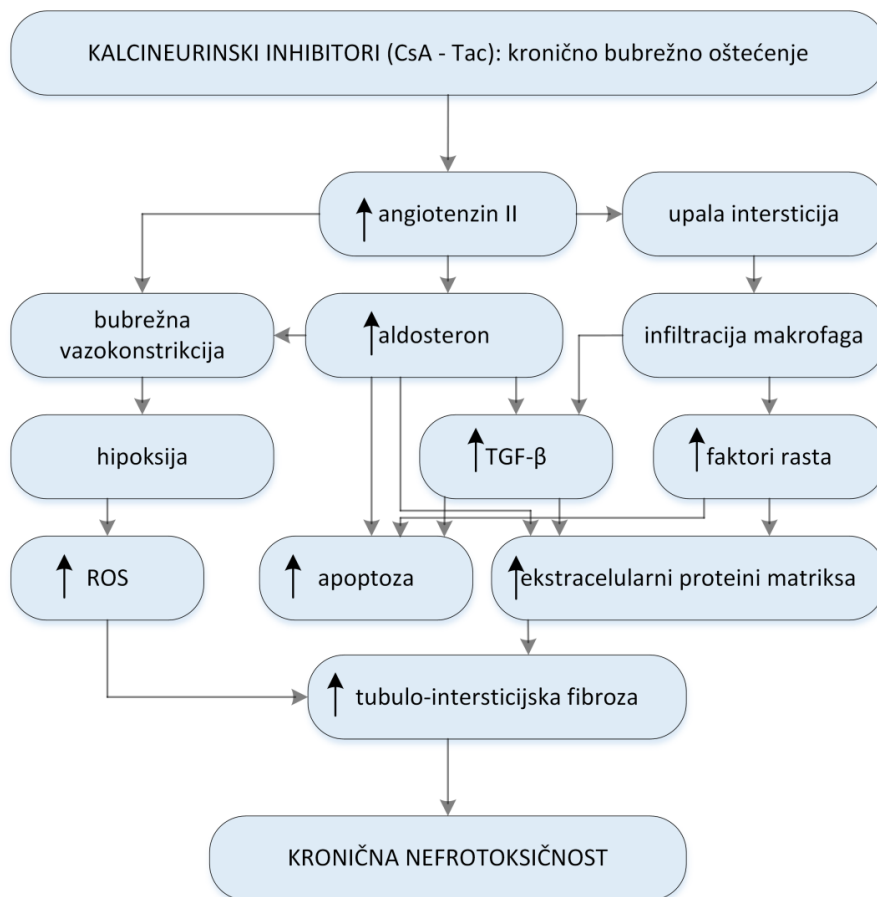 KALCINEURINSKI INHIBITORI (CsA - Tac): kronično bubrežno oštećenje
angiotenzin II
upala intersticija
bubrežna
vazokonstrikcija
aldosteron
infiltracija makrofaga
hipoksija
TGF-β
faktori rasta
ROS
apoptoza
ekstracelularni proteini matriksa
tubulo-intersticijska fibroza
KRONIČNA NEFROTOKSIČNOST